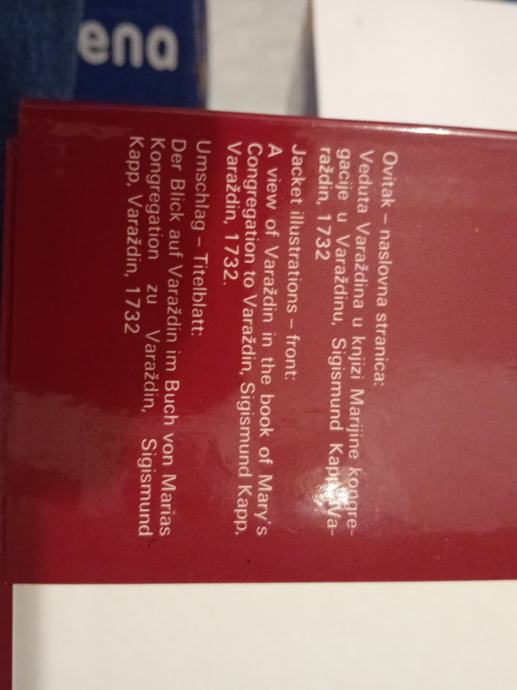 ena
Ovitak – naslovna stranica:
Veduta Varaždina u knjizi Marijine kongre-
gacije u Varaždinu, Sigismund Kapp, Va-
raždin, 1732
Jacket illustrations – front:
A view of Varaždin in the book of Mary's
Congregation to Varaždin, Sigismund Kapp,
Varaždin, 1732.
Umschlag – Titelblatt:
Der Blick auf Varaždin im Buch von Marias
Kongregation zu Varaždin, Sigismund
Kapp, Varaždin, 1732